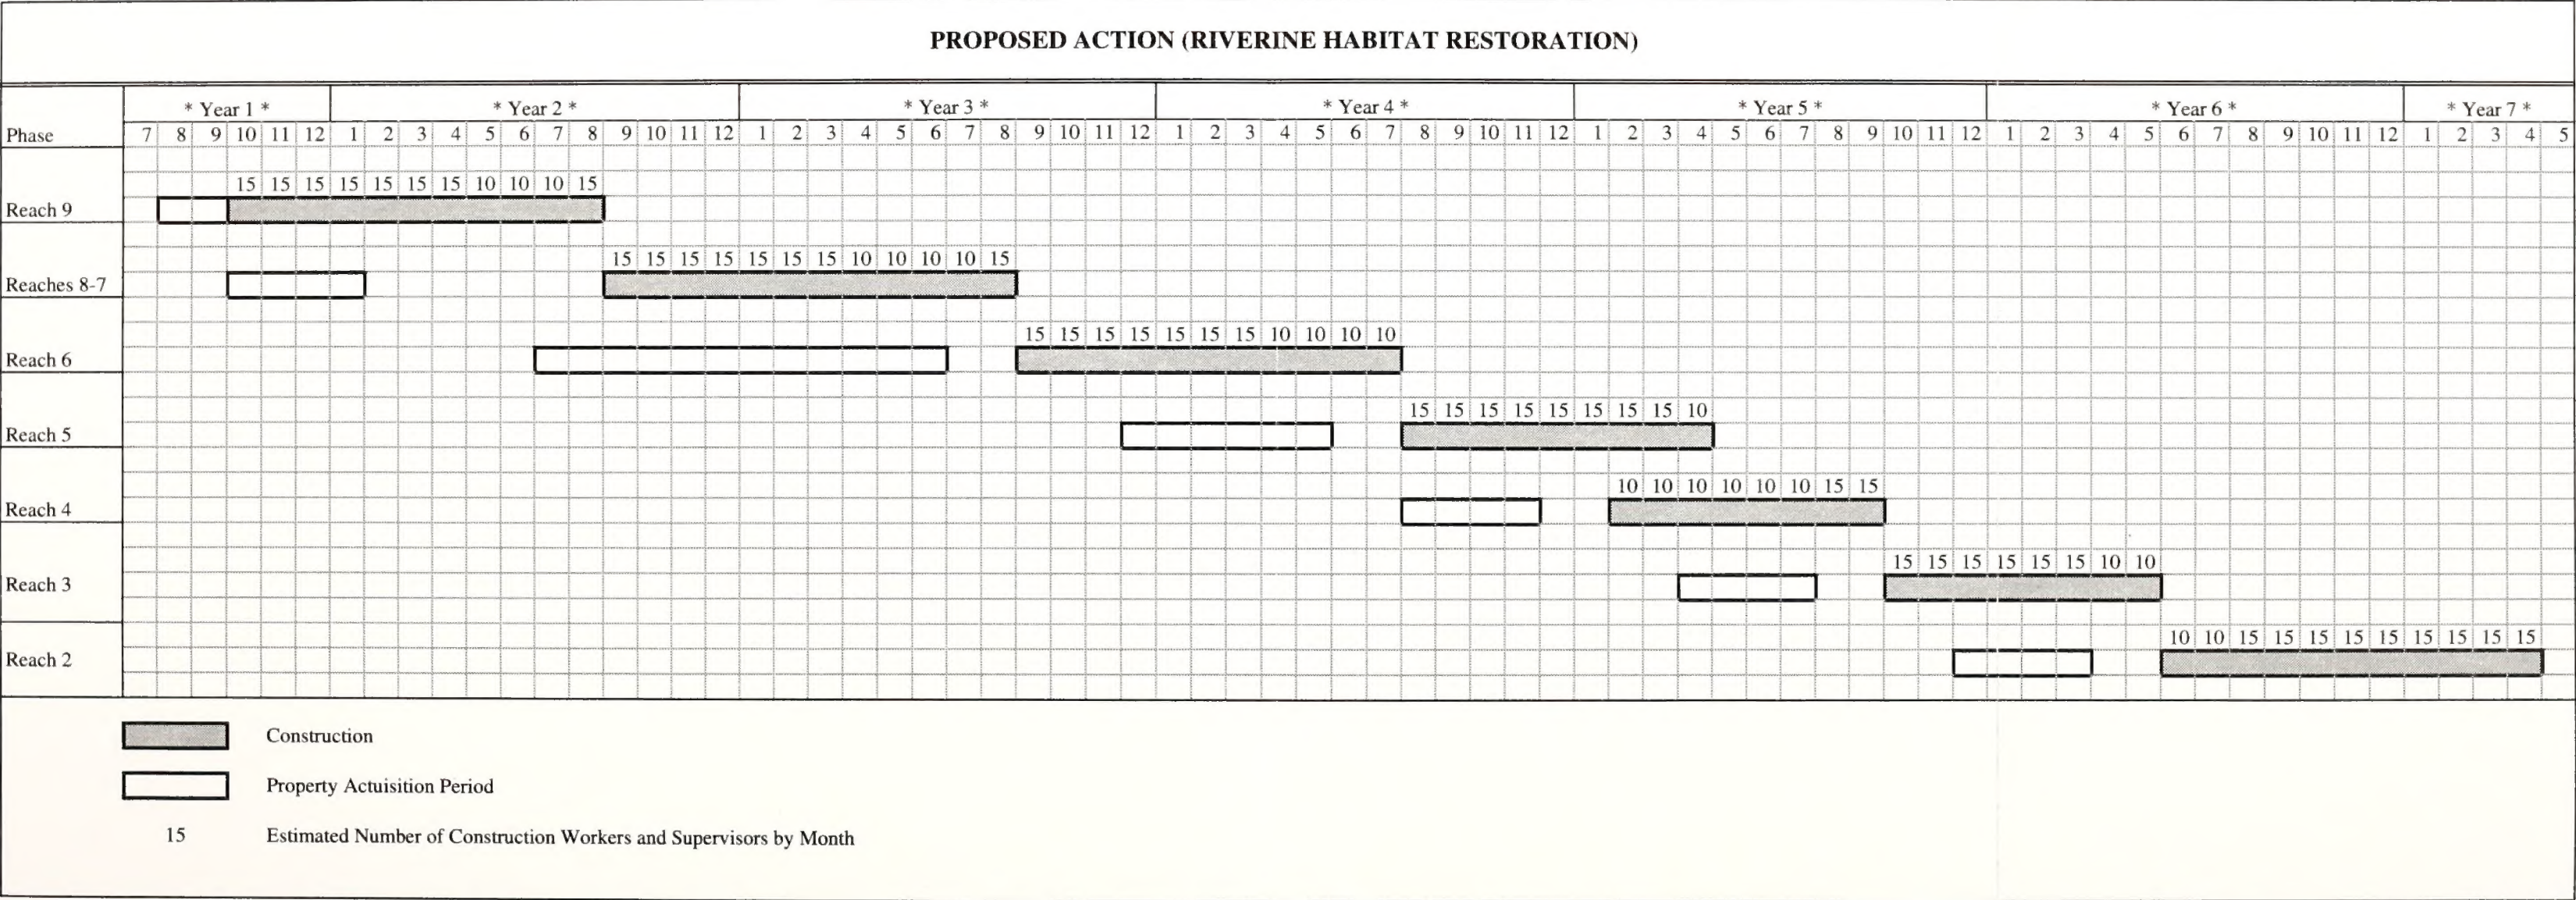 PROPOSED ACTION (RIVERINE HABITAT RESTORATION)
* Year 1 * * Year 2 * * Year 3 * * Year 4 * * Year 5 * * Year 6 * * Year 7 *
Phase 7 8 9 10 11 12 1 2 3 4 5 6 7 8 9 10 11 12 1 2 3 4 5 6 7 8 9 10 11 12 1 2 3 4 5 6 7 8 9 10 11 12 1 2 3 4 5 6 7 8 9 10 11 12 1 2 3 4 5 6 7 8 9 10 11 12 1 2 3 4 5
15 15 15 15 15 15 15 10 10 10 15
Reach 9
15 15 15 15 15 15 15 10 10 10 10 15
Reaches 8-7
15 15 15 15 15 15 15 10 10 10 10
Reach 6
15 15 15 15 15 15 15 15 10
Reach 5
10 10 10 10 10 10 15 15
Reach 4
15 15 15 15 15 15 10 10
Reach 3
10 10 15 15 15 15 15 15 15 15 15
Reach 2
Construction
Property Actuisition Period
15 Estimated Number of Construction Workers and Supervisors by Month